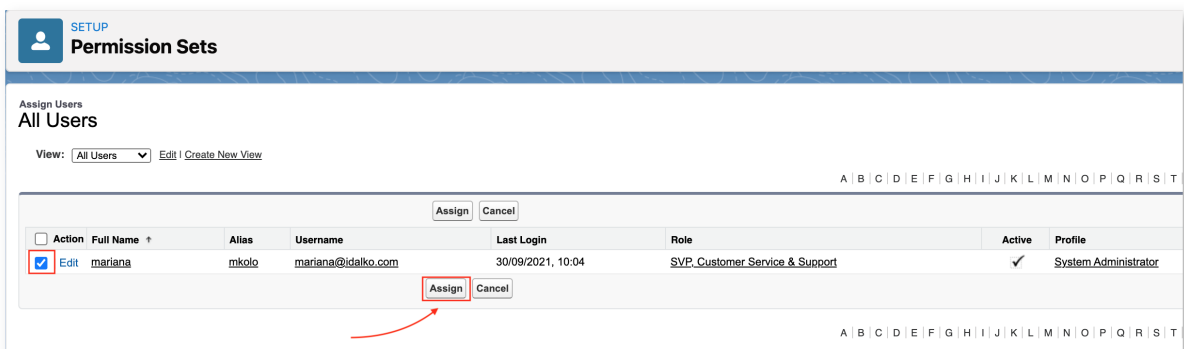 SETUP
Permission Sets
Assign Users
All Users
View: All Users Edit | Create New View
A | B | C | D | E | F | G | H | I | J | K | L | M | N | O | P | Q | R | S | T |
Assign Cancel
Action Full Name ↑ Alias Username Last Login Role Active Profile
Edit mariana mkolo mariana@idalko.com 30/09/2021, 10:04 SVP, Customer Service & Support ✓ System Administrator
Assign Cancel
A | B | C | D | E | F | G | H | I | J | K | L | M | N | O | P | Q | R | S | T |